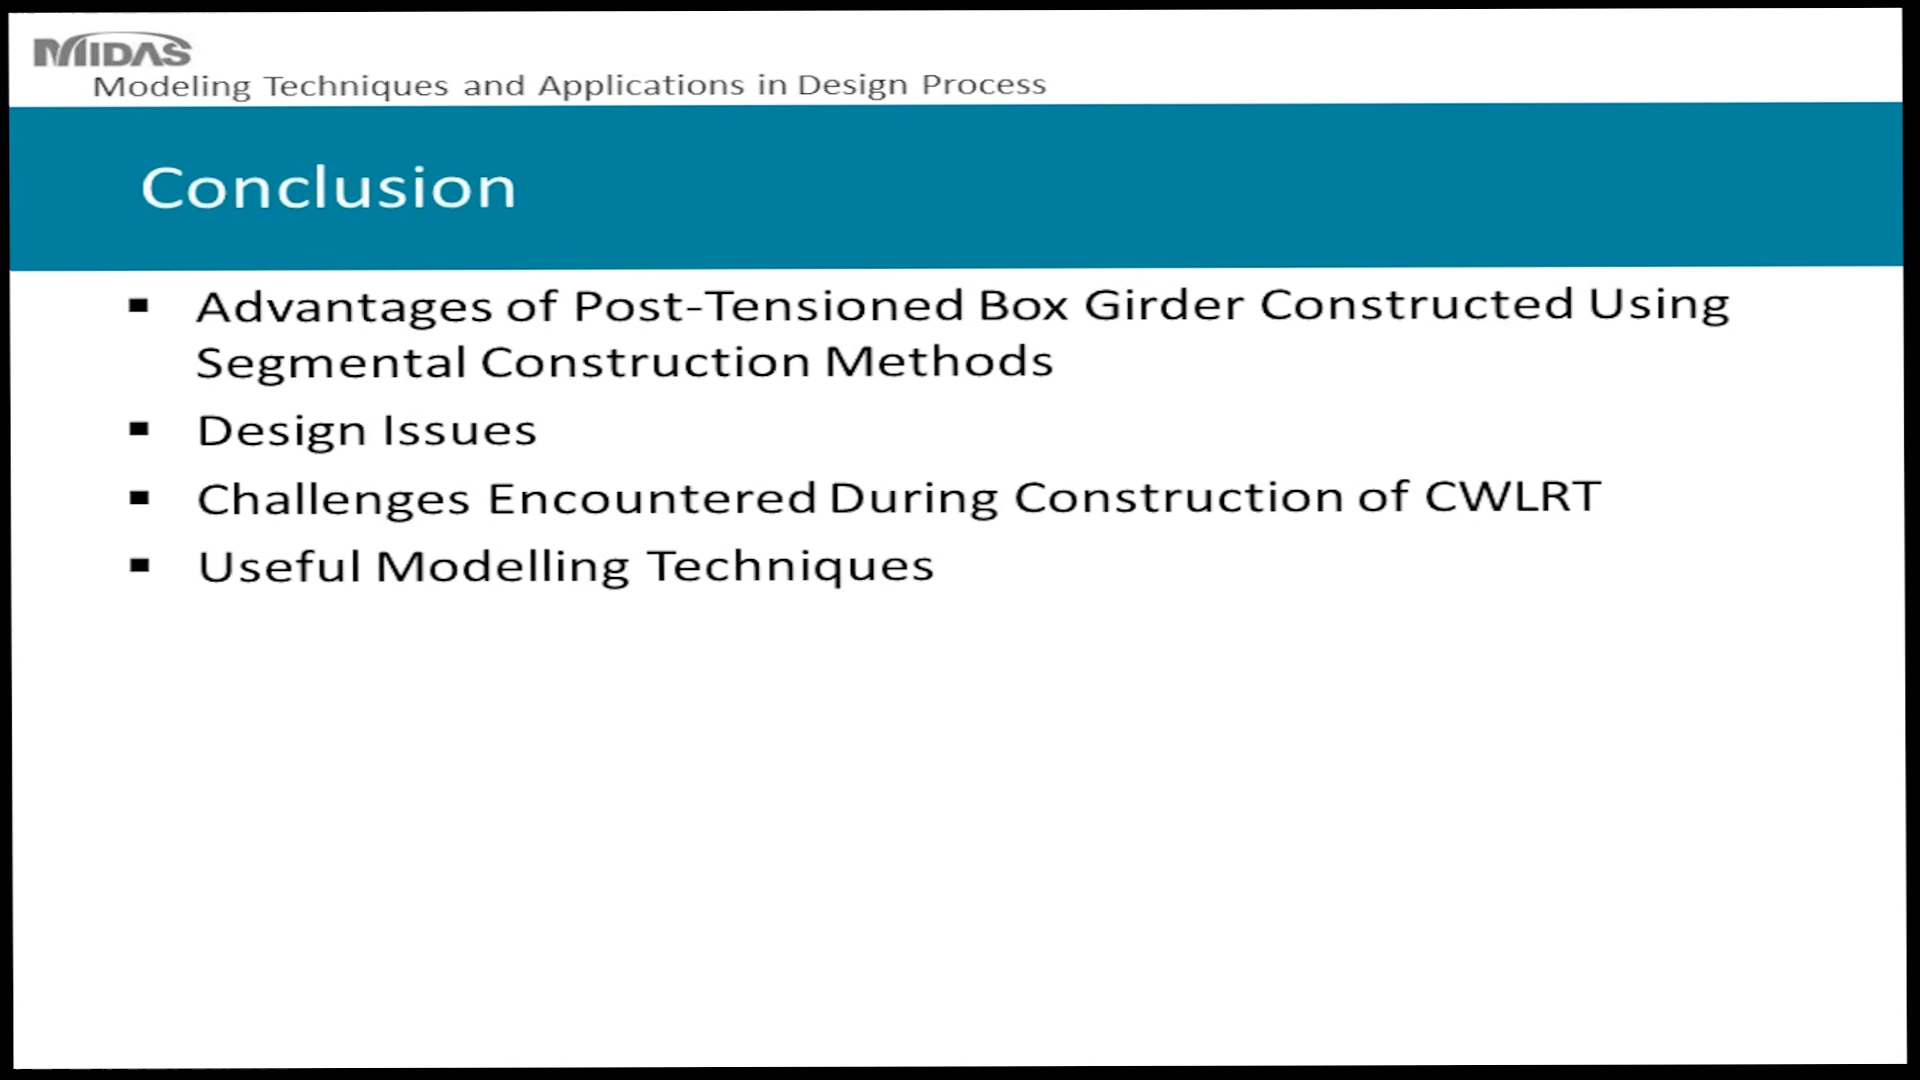 MIDAS
Modeling Techniques and Applications in Design Process
Conclusion
▪ Advantages of Post-Tensioned Box Girder Constructed Using
Segmental Construction Methods
▪ Design Issues
▪ Challenges Encountered During Construction of CWLRT
▪ Useful Modelling Techniques